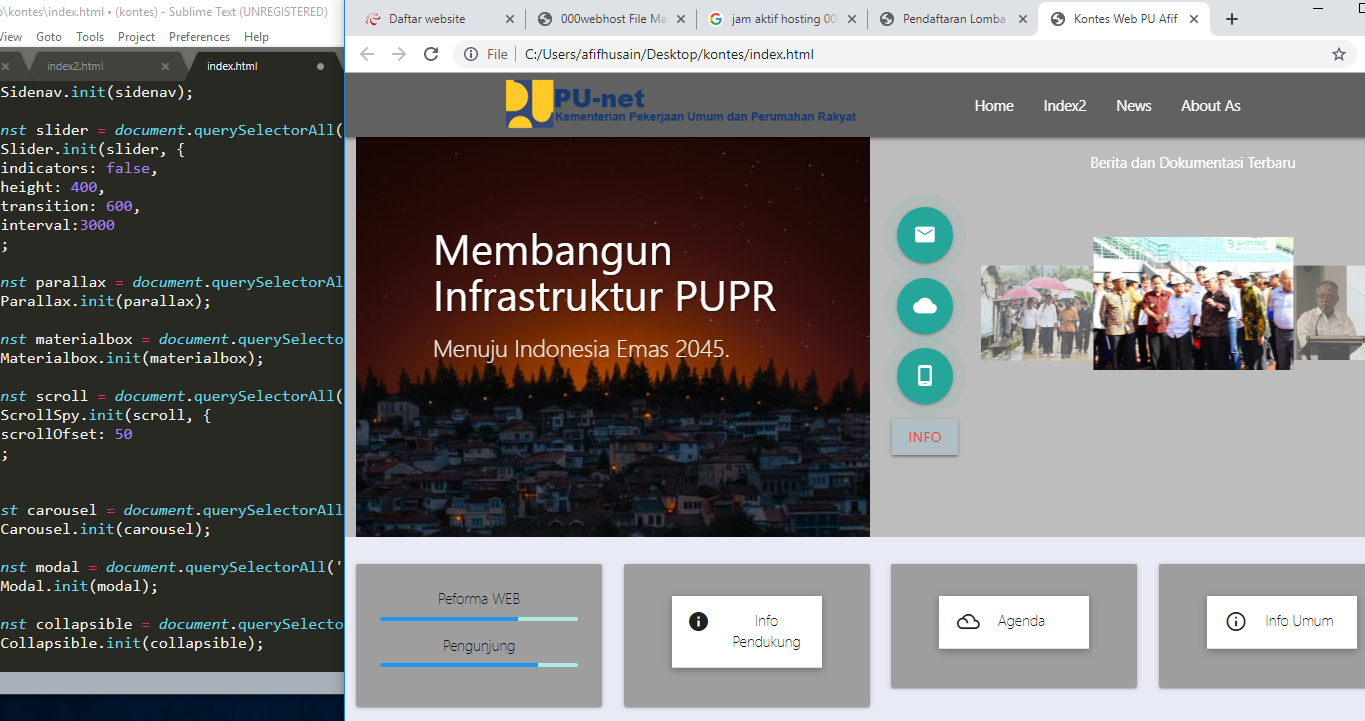 \kontes\index.html • (kontes) - Sublime Text (UNREGISTERED)
View Goto Tools Project Preferences Help
index2.html
index.html
Sidenav.init(sidenav);
nst slider = document.querySelectorAll(
Slider.init(slider, {
indicators: false,
height: 400,
transition: 600,
interval:3000
;
nst parallax = document.querySelectorAl
Parallax.init(parallax);
nst materialbox = document.querySelecto
Materialbox.init(materialbox);
nst scroll = document.querySelectorAll(
ScrollSpy.init(scroll, {
scrollOfset: 50
;
st carousel = document.querySelectorAll
Carousel.init(carousel);
nst modal = document.querySelectorAll('
Modal.init(modal);
nst collapsible = document.querySelecto
Collapsible.init(collapsible);
Daftar website
000webhost File Ma
jam aktif hosting 00
Pendaftaran Lomba
Kontes Web PU Afif
File
C:/Users/afifhusain/Desktop/kontes/index.html
PU-net
Kementerian Pekerjaan Umum dan Perumahan Rakyat
Home Index2 News About As
Membangun
Infrastruktur PUPR
Menuju Indonesia Emas 2045.
INFO
Berita dan Dokumentasi Terbaru
Peforma WEB
Pengunjung
Info
Pendukung
Agenda
Info Umum